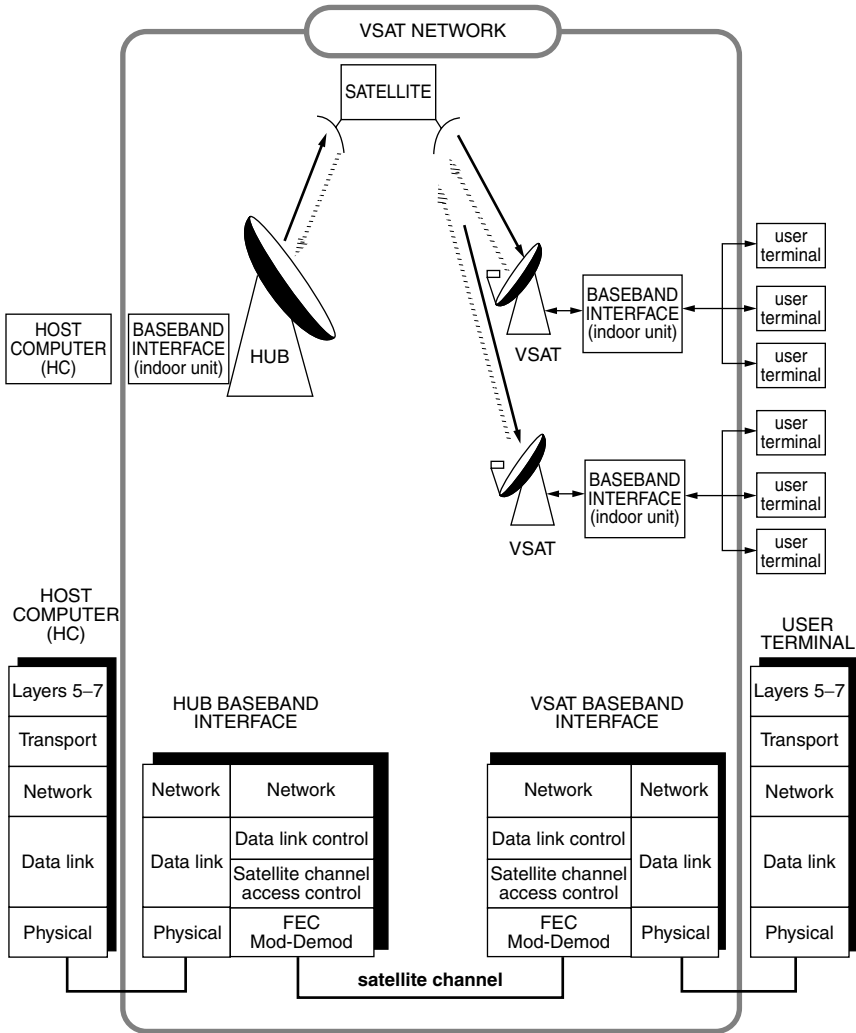 VSAT NETWORK
SATELLITE
HOST
COMPUTER
(HC)
BASEBAND
INTERFACE
(indoor unit)
HUB
VSAT
BASEBAND
INTERFACE
(indoor unit)
user
terminal
user
terminal
user
terminal
VSAT
BASEBAND
INTERFACE
(indoor unit)
user
terminal
user
terminal
user
terminal
HOST
COMPUTER
(HC)
Layers 5–7
Transport
Network
Data link
Physical
HUB BASEBAND
INTERFACE
Network
Data link
Physical
Network
Data link control
Satellite channel
access control
FEC
Mod-Demod
satellite channel
VSAT BASEBAND
INTERFACE
Network
Data link control
Satellite channel
access control
FEC
Mod-Demod
Network
Data link
Physical
USER
TERMINAL
Layers 5–7
Transport
Network
Data link
Physical